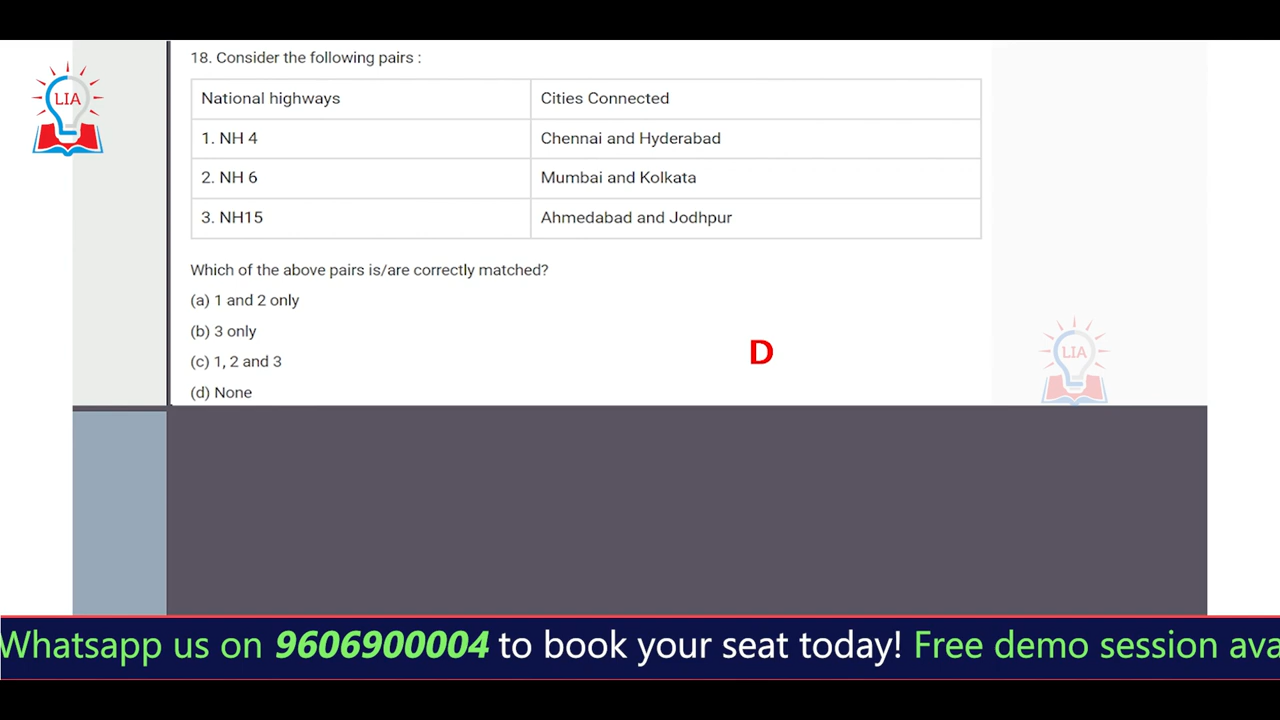 LIA
18. Consider the following pairs :
National highways Cities Connected
1. NH 4 Chennai and Hyderabad
2. NH 6 Mumbai and Kolkata
3. NH15 Ahmedabad and Jodhpur
Which of the above pairs is/are correctly matched?
(a) 1 and 2 only
(b) 3 only
(c) 1, 2 and 3
D
LIA
(d) None
Whatsapp us on 9606900004 to book your seat today! Free demo session ava